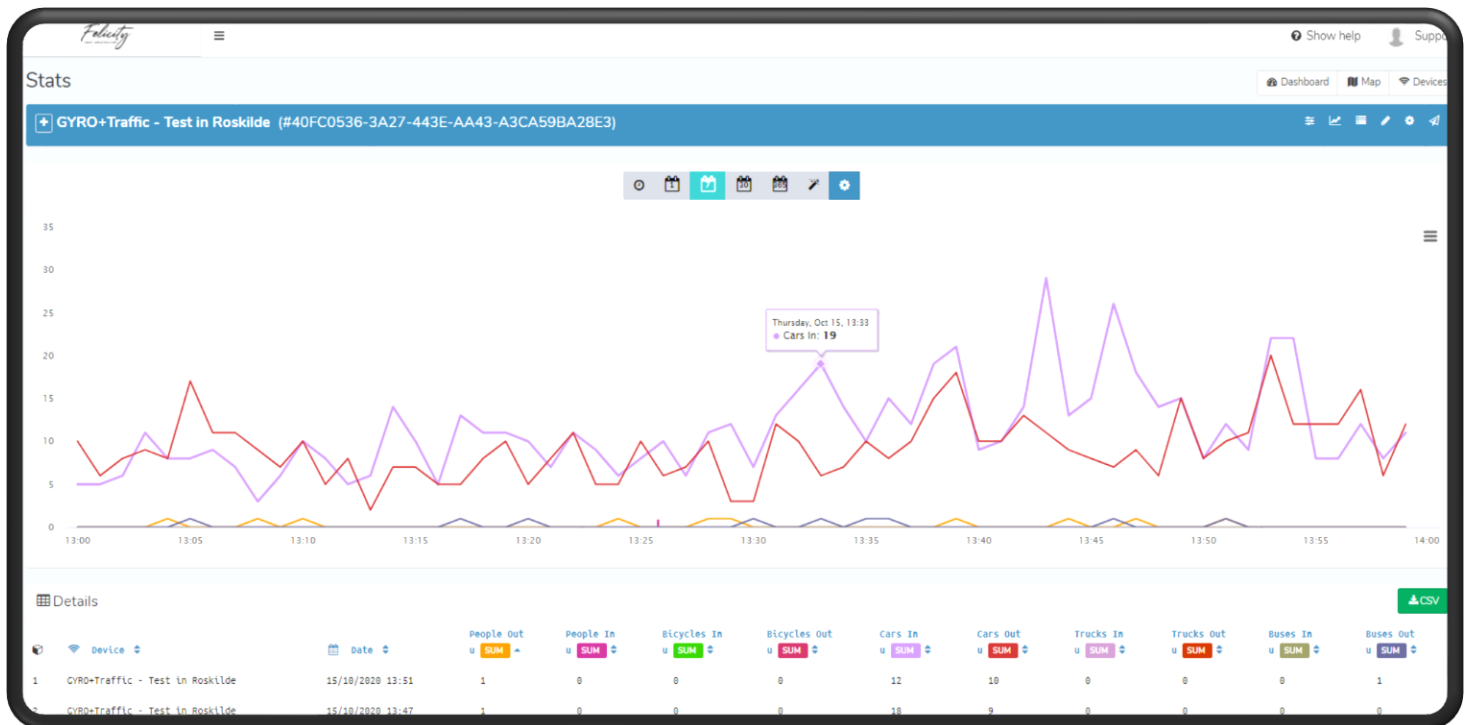 Felicity
Show help
Suppo
Stats
Dashboard Map Devices
GYRO+Traffic - Test in Roskilde (#40FC0536-3A27-443E-AA43-A3CA59BA28E3)
1 7 30 365
35
30
25
20
15
10
5
0
Thursday, Oct 15, 13:33
Cars In: 19
13:00 13:05 13:10 13:15 13:20 13:25 13:30 13:35 13:40 13:45 13:50 13:55 14:00
Details
CSV
Device Date People Out u SUM People In u SUM Bicycles In u SUM Bicycles Out u SUM Cars In u SUM Cars Out u SUM Trucks In u SUM Trucks Out u SUM Buses In u SUM Buses Out u SUM
1 GYRO+Traffic - Test in Roskilde 15/10/2020 13:51 1 0 0 0 12 10 0 0 0 1
2 GYRO+Traffic - Test in Roskilde 15/10/2020 13:47 1 0 0 0 18 9 0 0 0 0